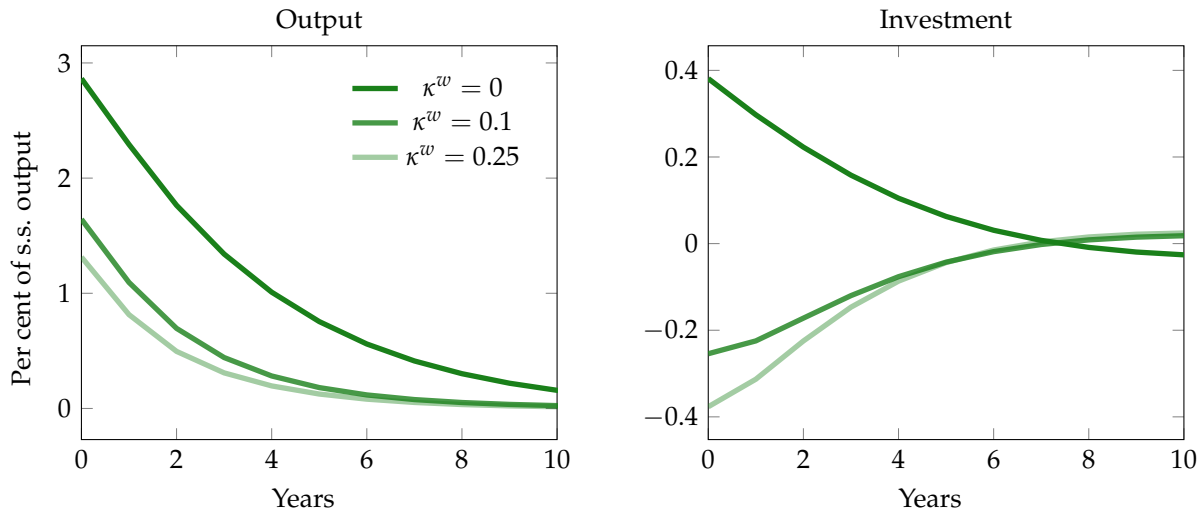 Output
Per cent of s.s. output
3
2
1
0
κ^w = 0
κ^w = 0.1
κ^w = 0.25
0 2 4 6 8 10
Years
Investment
0.4
0.2
0
−0.2
−0.4
0 2 4 6 8 10
Years